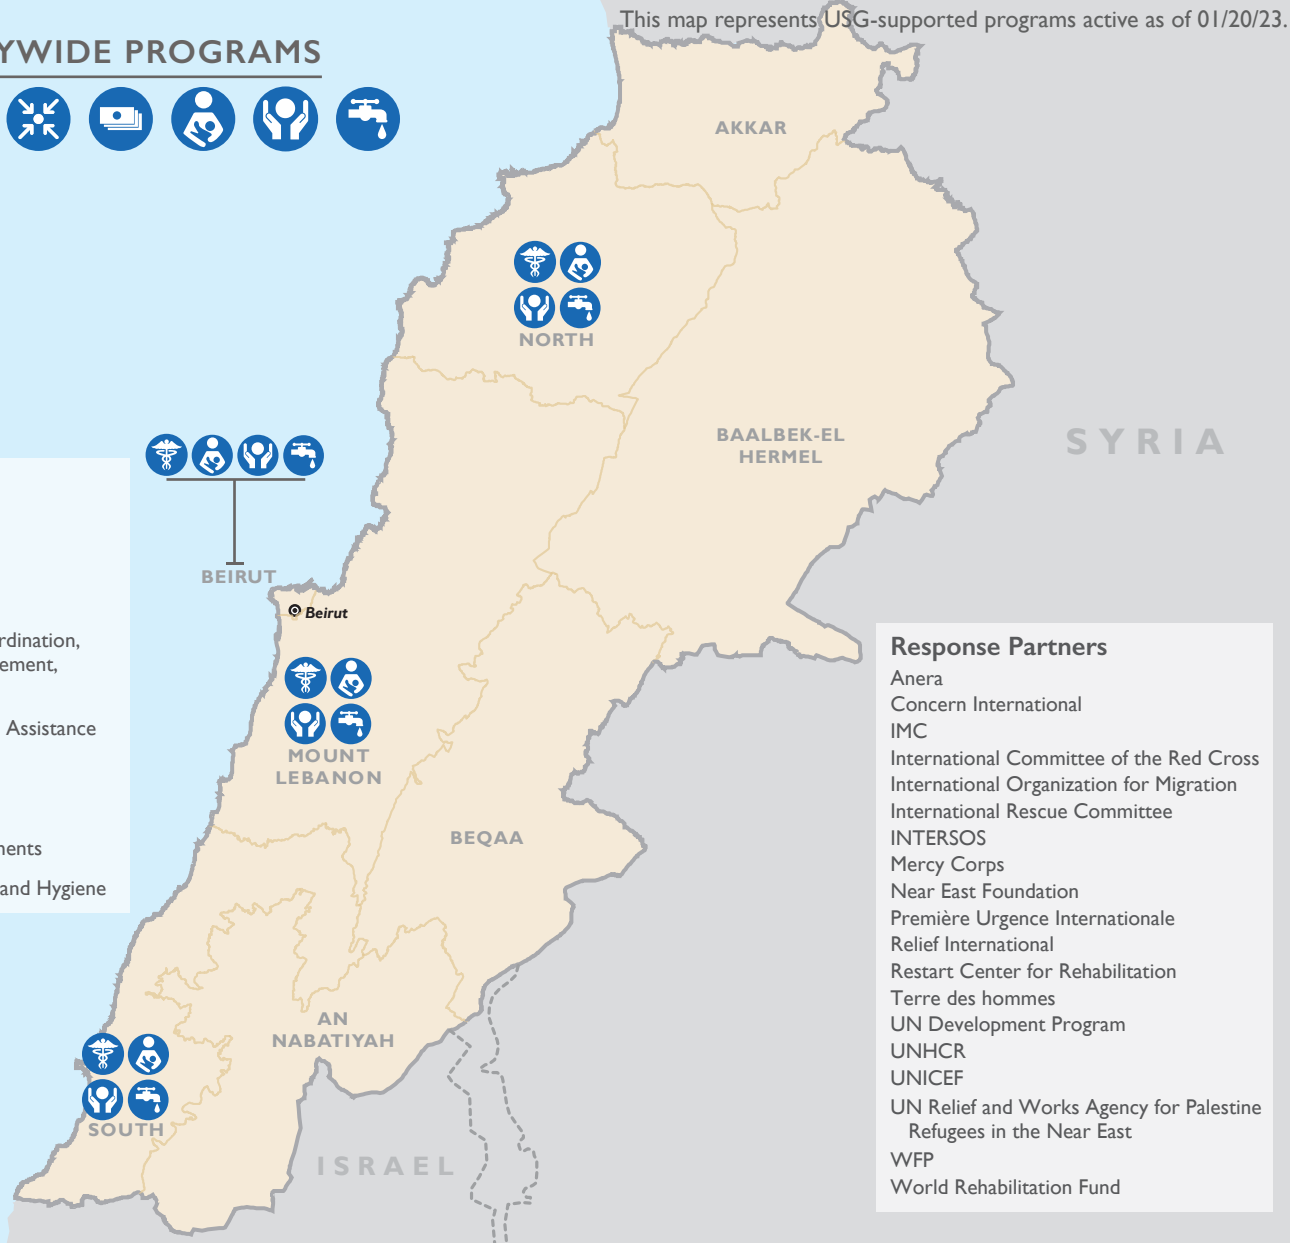 This map represents USG-supported programs active as of 01/20/23.
YWIDE PROGRAMS
AKKAR
NORTH
BAALBEK-EL
HERMEL
SYRIA
BEIRUT
Beirut
rdination,
ement,
Assistance
nents
and Hygiene
MOUNT
LEBANON
BEQAA
AN
NABATIYAH
SOUTH
ISRAEL
Response Partners
Anera
Concern International
IMC
International Committee of the Red Cross
International Organization for Migration
International Rescue Committee
INTERSOS
Mercy Corps
Near East Foundation
Première Urgence Internationale
Relief International
Restart Center for Rehabilitation
Terre des hommes
UN Development Program
UNHCR
UNICEF
UN Relief and Works Agency for Palestine
Refugees in the Near East
WFP
World Rehabilitation Fund